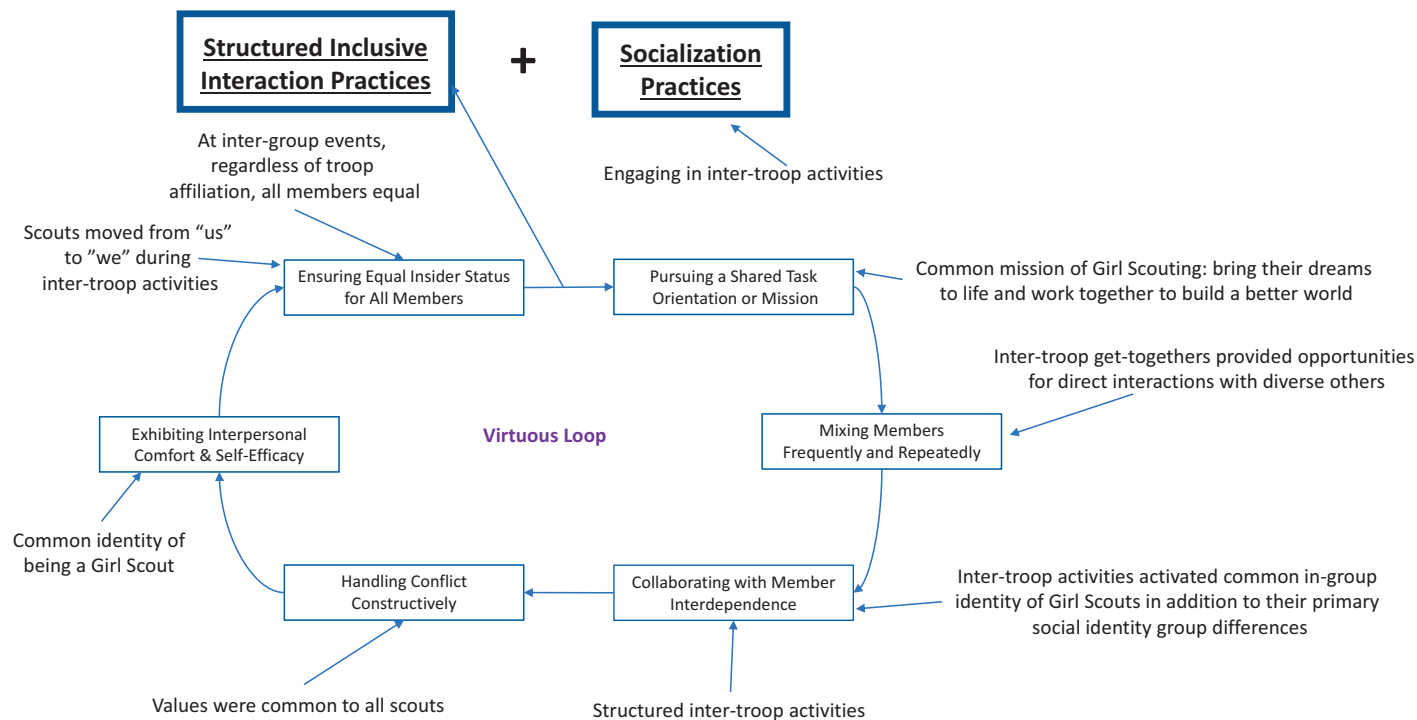 Structured Inclusive
Interaction Practices
+
Socialization
Practices
At inter-group events,
regardless of troop
affiliation, all members equal
Engaging in inter-troop activities
Scouts moved from “us”
to ”we” during
inter-troop activities
Ensuring Equal Insider Status
for All Members
Pursuing a Shared Task
Orientation or Mission
Common mission of Girl Scouting: bring their dreams
to life and work together to build a better world
Inter-troop get-togethers provided opportunities
for direct interactions with diverse others
Exhibiting Interpersonal
Comfort & Self-Efficacy
Virtuous Loop
Mixing Members
Frequently and Repeatedly
Common identity of
being a Girl Scout
Handling Conflict
Constructively
Collaborating with Member
Interdependence
Inter-troop activities activated common in-group
identity of Girl Scouts in addition to their primary
social identity group differences
Values were common to all scouts
Structured inter-troop activities